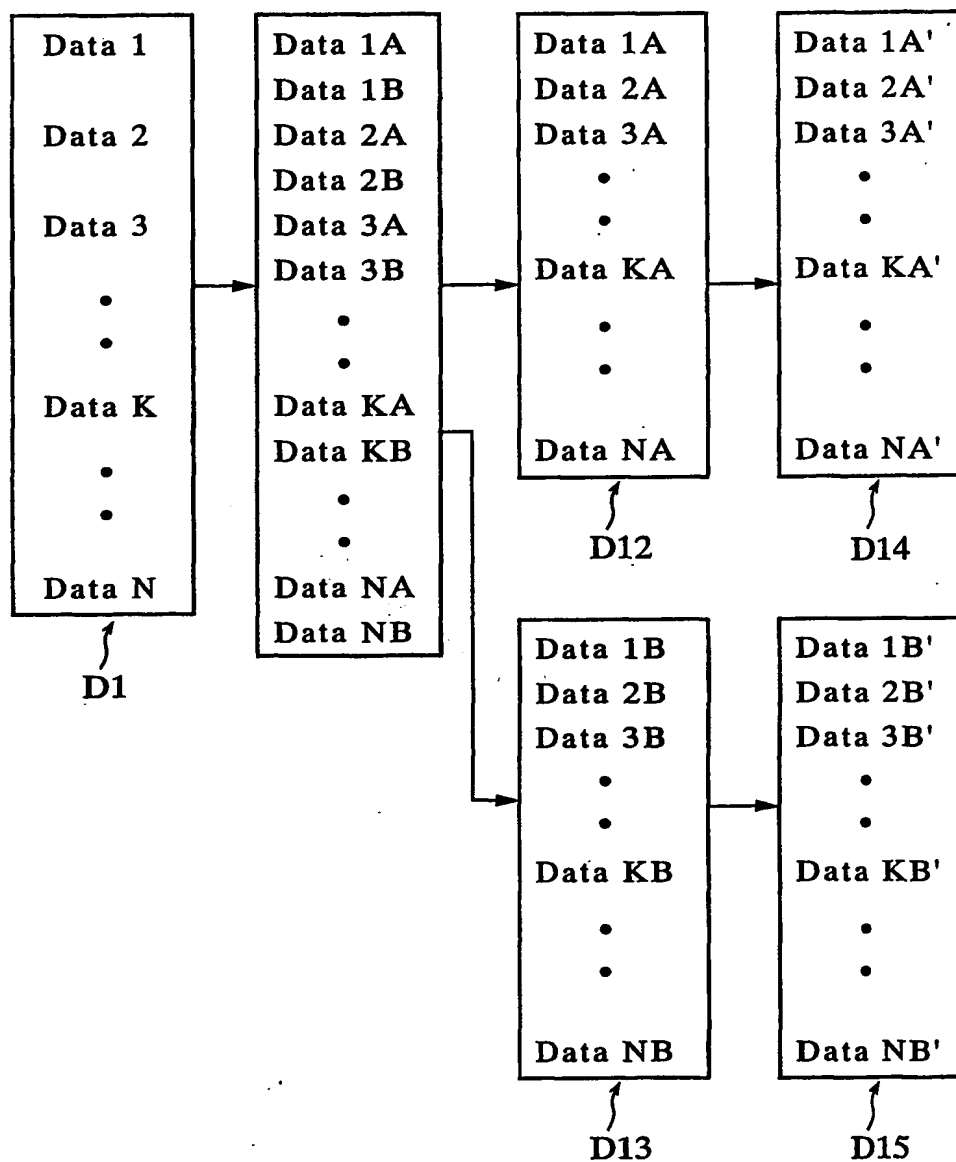 Data 1
Data 2
Data 3
Data K
Data N
D1
Data 1A
Data 1B
Data 2A
Data 2B
Data 3A
Data 3B
Data KA
Data KB
Data NA
Data NB
Data 1A
Data 2A
Data 3A
Data KA
Data NA
D12
Data 1A'
Data 2A'
Data 3A'
Data KA'
Data NA'
D14
Data 1B
Data 2B
Data 3B
Data KB
Data NB
D13
Data 1B'
Data 2B'
Data 3B'
Data KB'
Data NB'
D15